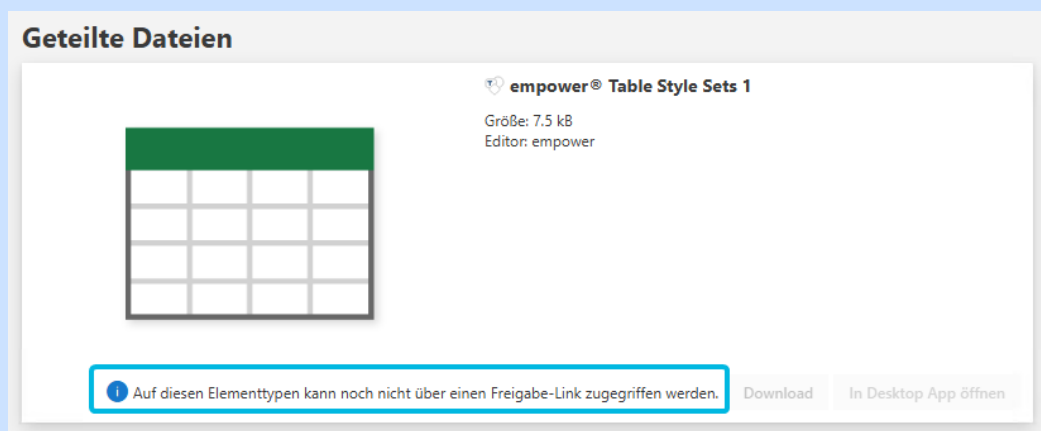 Geteilte Dateien
empower® Table Style Sets 1
Größe: 7.5 kB
Editor: empower
Auf diesen Elementtypen kann noch nicht über einen Freigabe-Link zugegriffen werden.
Download
In Desktop App öffnen